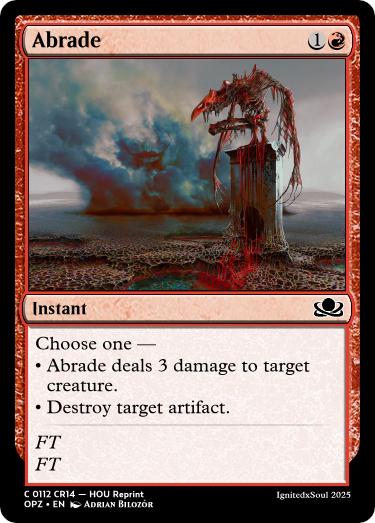 Abrade 1
Instant
Choose one —
• Abrade deals 3 damage to target
creature.
• Destroy target artifact.
FT
FT
C 0112 CR14 — HOU Reprint
OPZ • EN Adrian Bilozór
IgnitedxSoul 2025